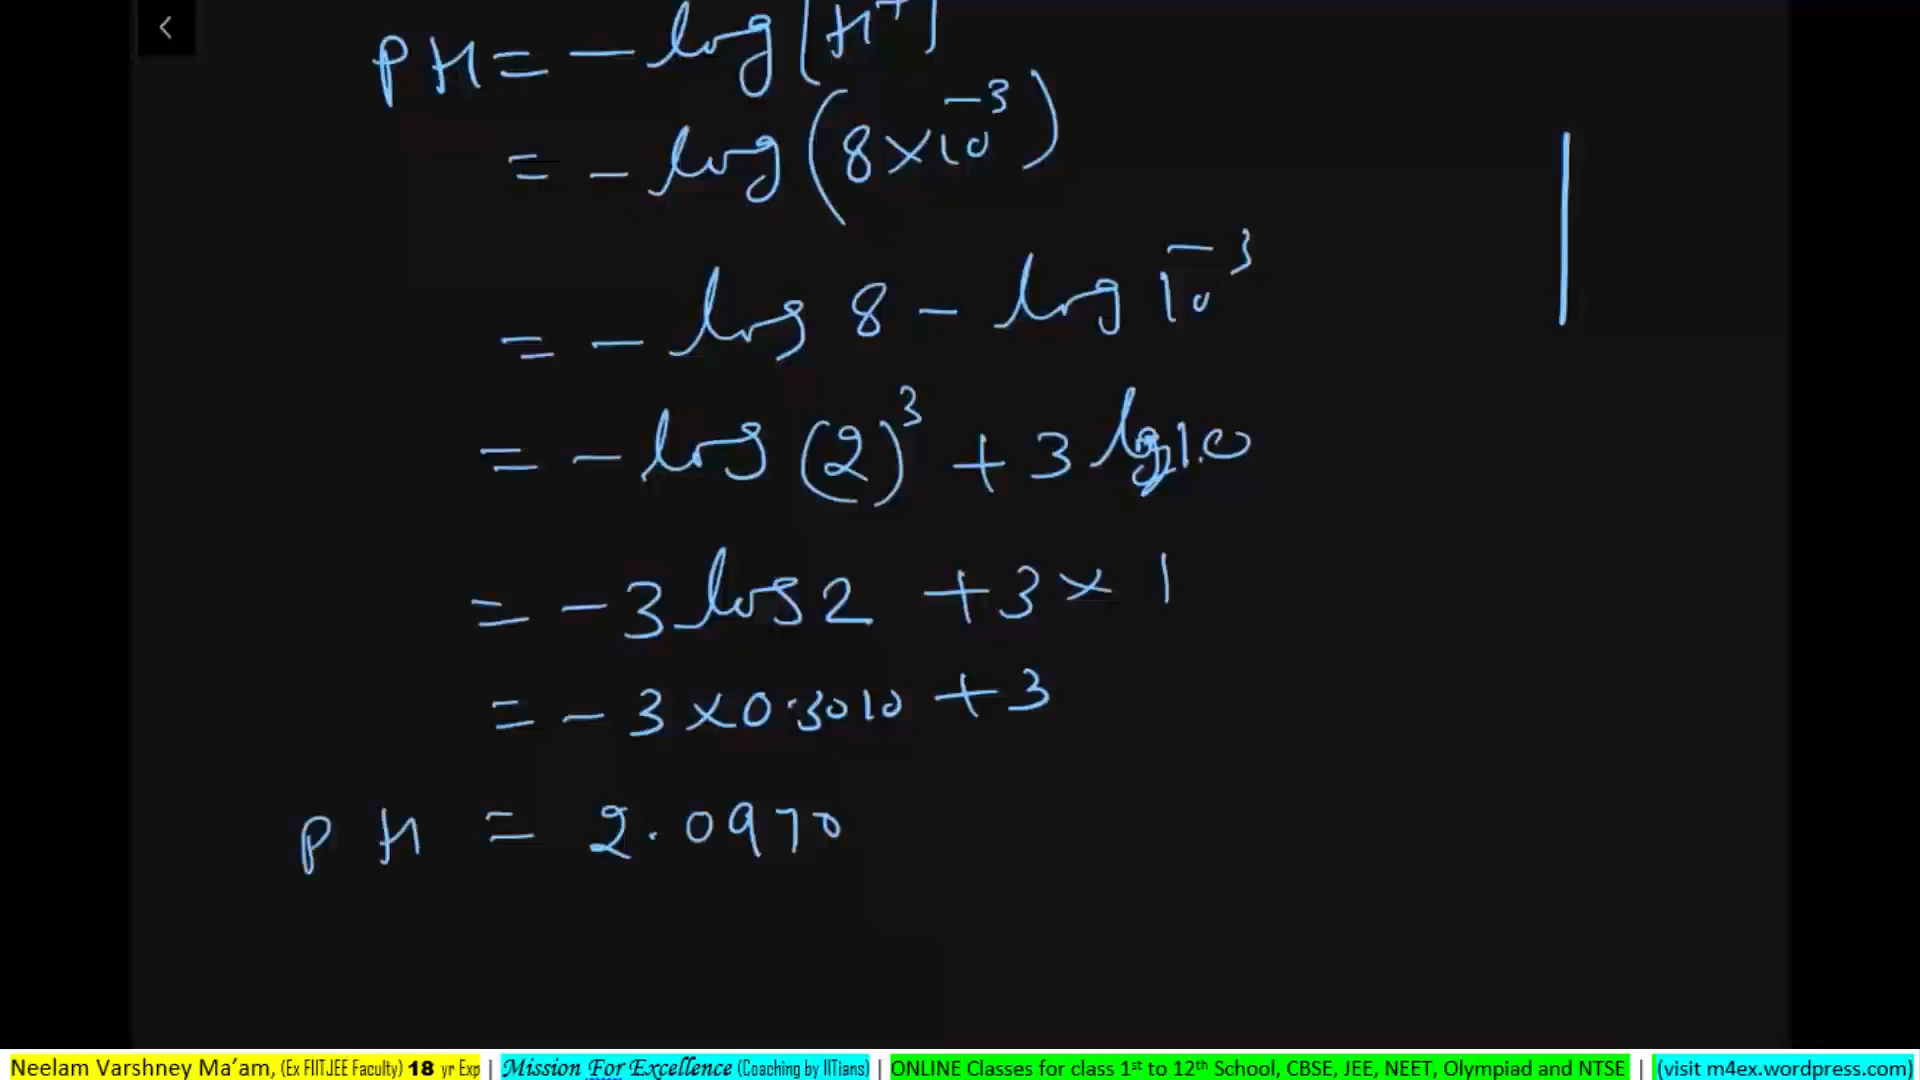 PH = - log [H⁺]
= - log (8×10⁻³)
= - log 8 - log 10⁻³
= - log (2)³ + 3 log 10
= - 3 log 2 + 3 × 1
= - 3 × 0.3010 + 3
PH = 2.0970
Neelam Varshney Ma'am, (Ex FIITJEE Faculty) 18 yr Exp | Mission For Excellence (Coaching by IITians) | ONLINE Classes for class 1st to 12th School, CBSE, JEE, NEET, Olympiad and NTSE | (visit m4ex.wordpress.com)